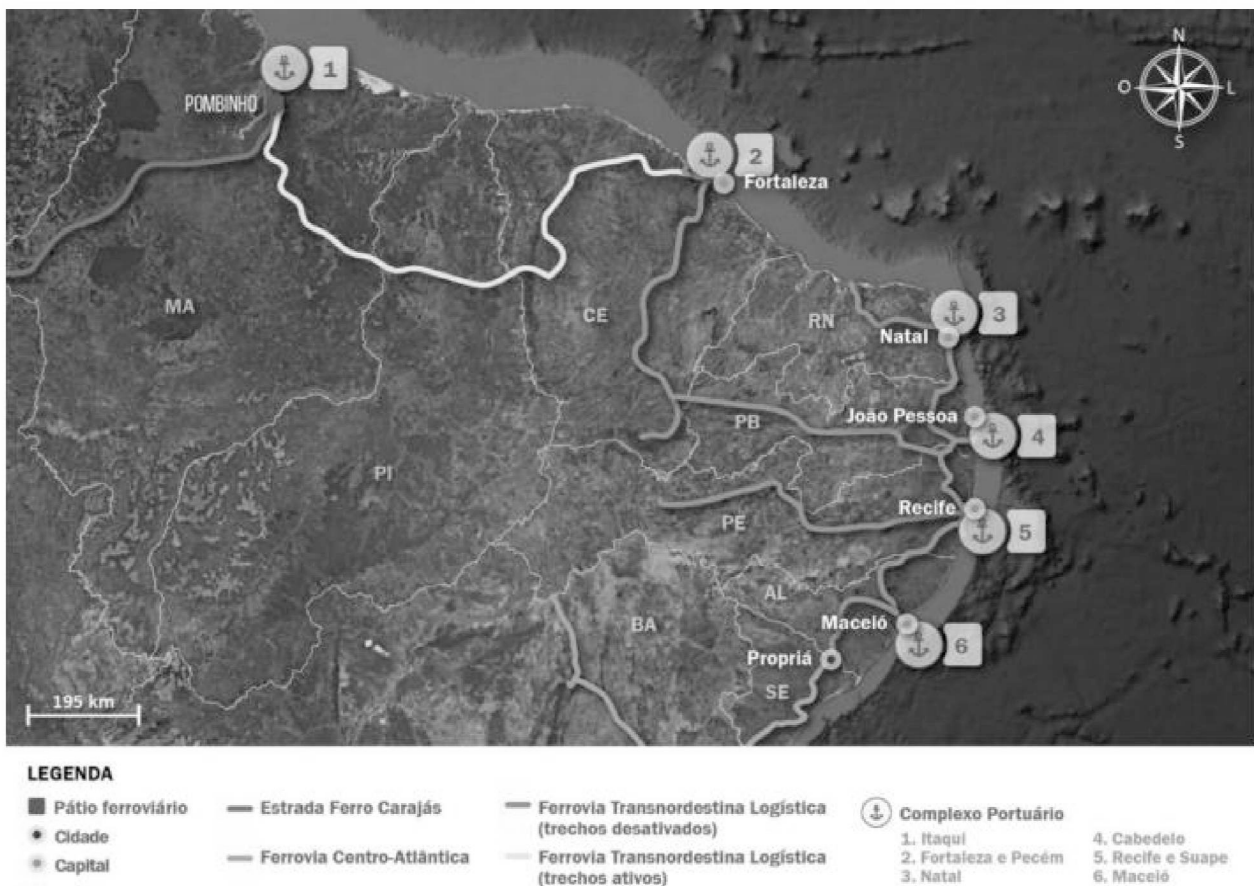 N
O
L
S
1
POMBINHO
2
Fortaleza
MA
CE
RN
3
Natal
João Pessoa
4
PB
PI
Recife
PE
5
AL
BA
Maceió
6
Propriá
SE
195 km
LEGENDA
Pátio ferroviário
Cidade
Capital
Estrada Ferro Carajás
Ferrovia Centro-Atlântica
Ferrovia Transnordestina Logística
(trechos desativados)
Ferrovia Transnordestina Logística
(trechos ativos)
Complexo Portuário
1. Itaqui
2. Fortaleza e Pecém
3. Natal
4. Cabedelo
5. Recife e Suape
6. Maceió